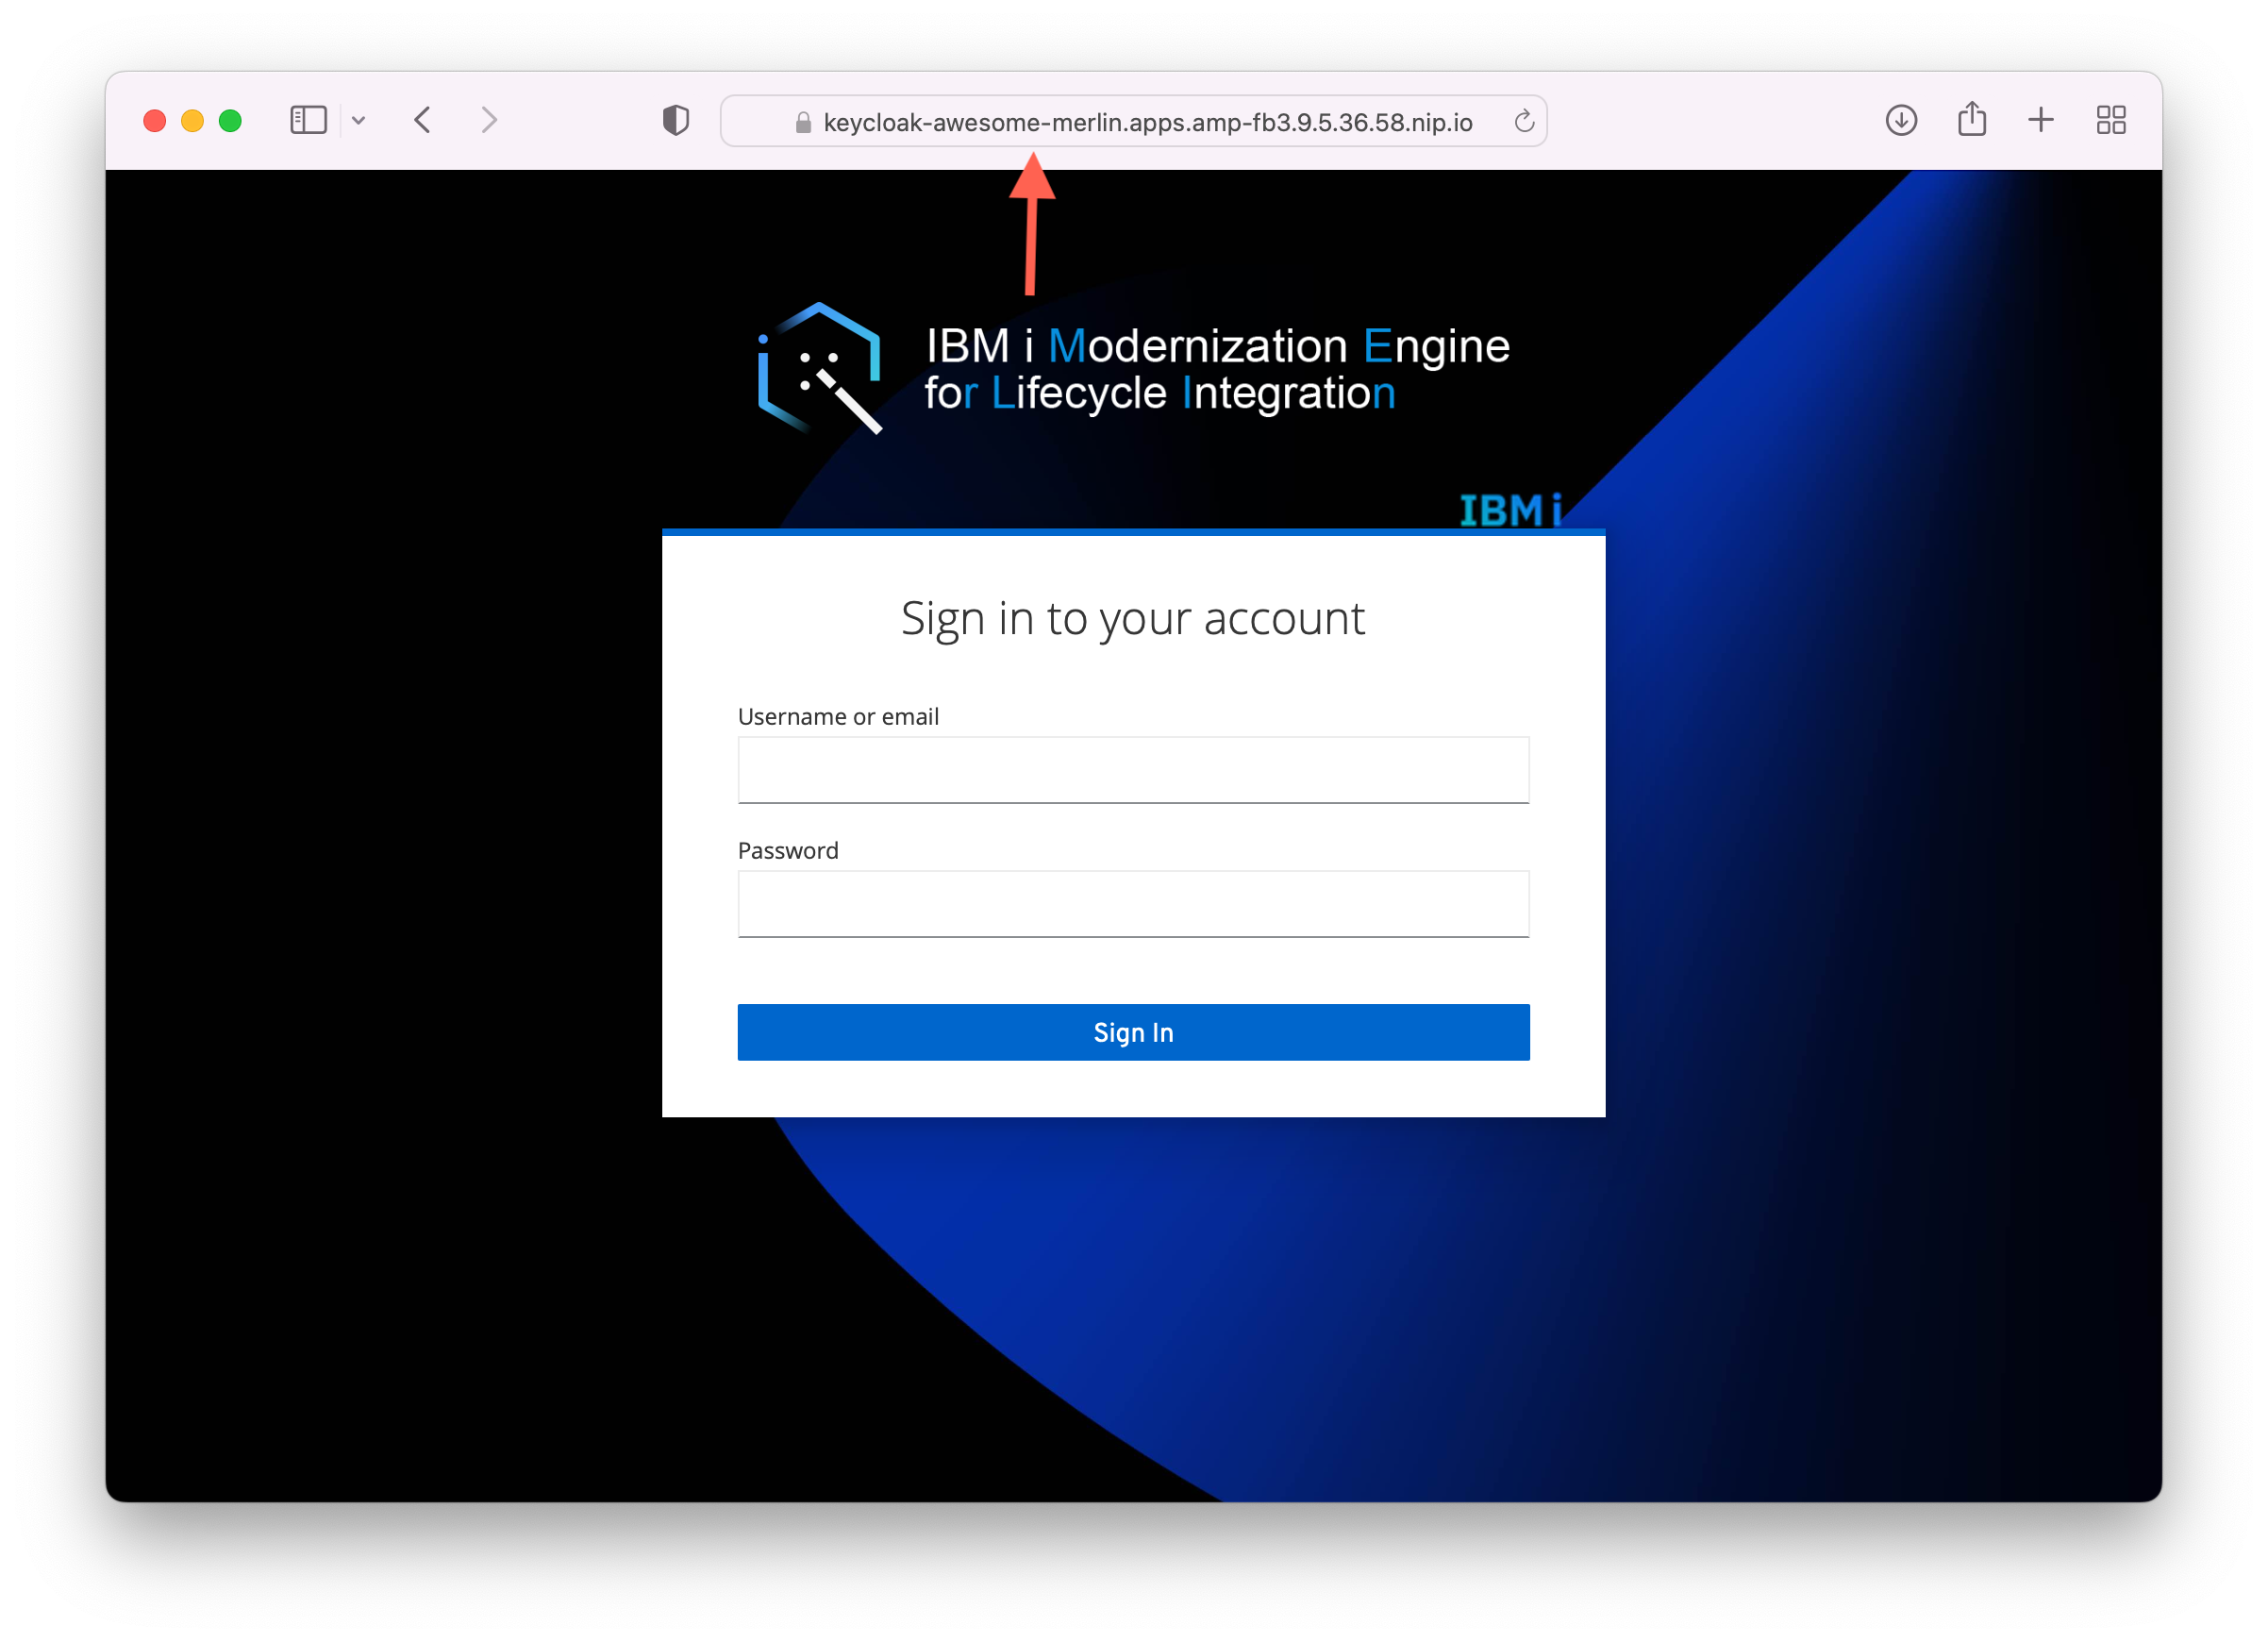 keycloak-awesome-merlin.apps.amp-fb3.9.5.36.58.nip.io
IBM i Modernization Engine
for Lifecycle Integration
IBM i
Sign in to your account
Username or email
Password
Sign In